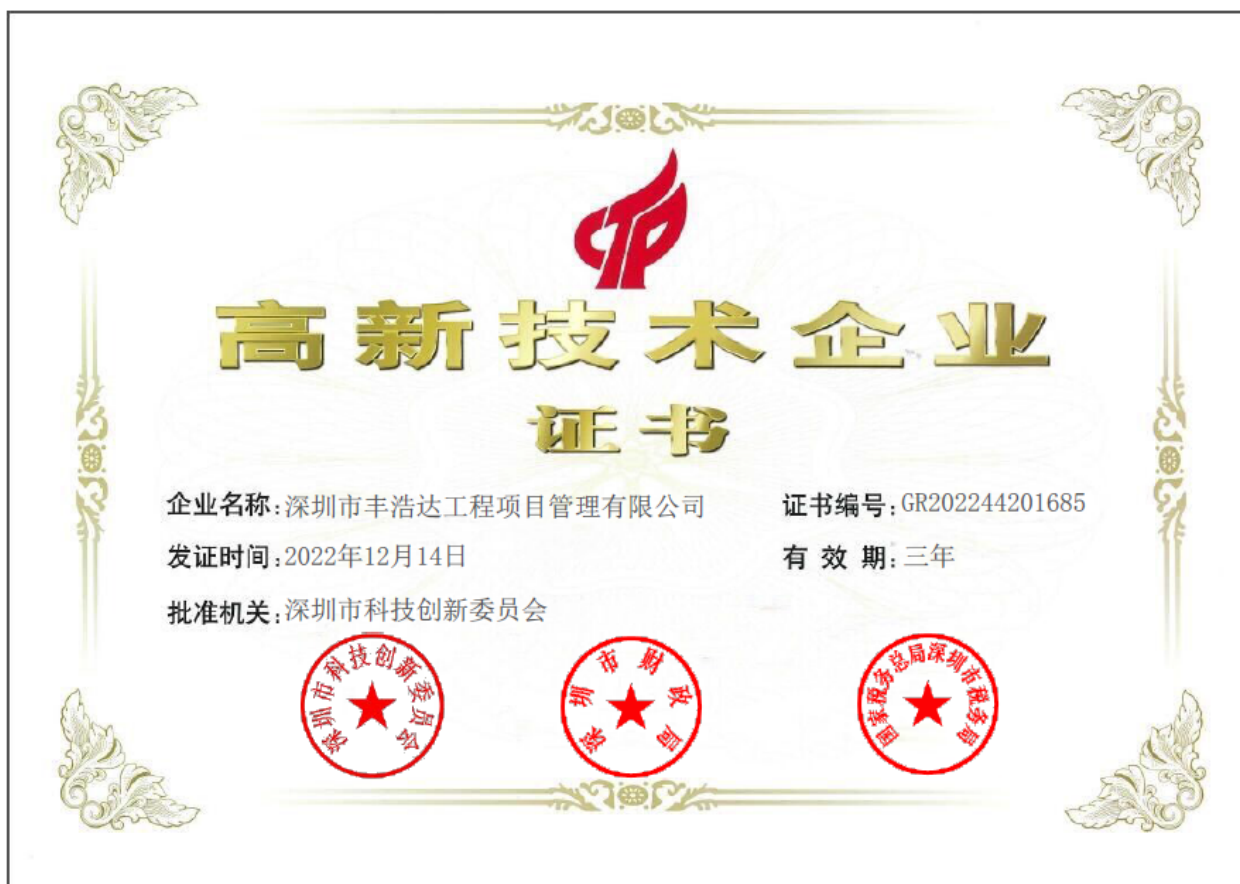 高新技术企业
证书
企业名称:深圳市丰浩达工程项目管理有限公司 证书编号:GR202244201685
发证时间:2022年12月14日 有效期:三年
批准机关:深圳市科技创新委员会
深圳市科技创新委员会
深圳市财政局
国家税务总局深圳市税务局